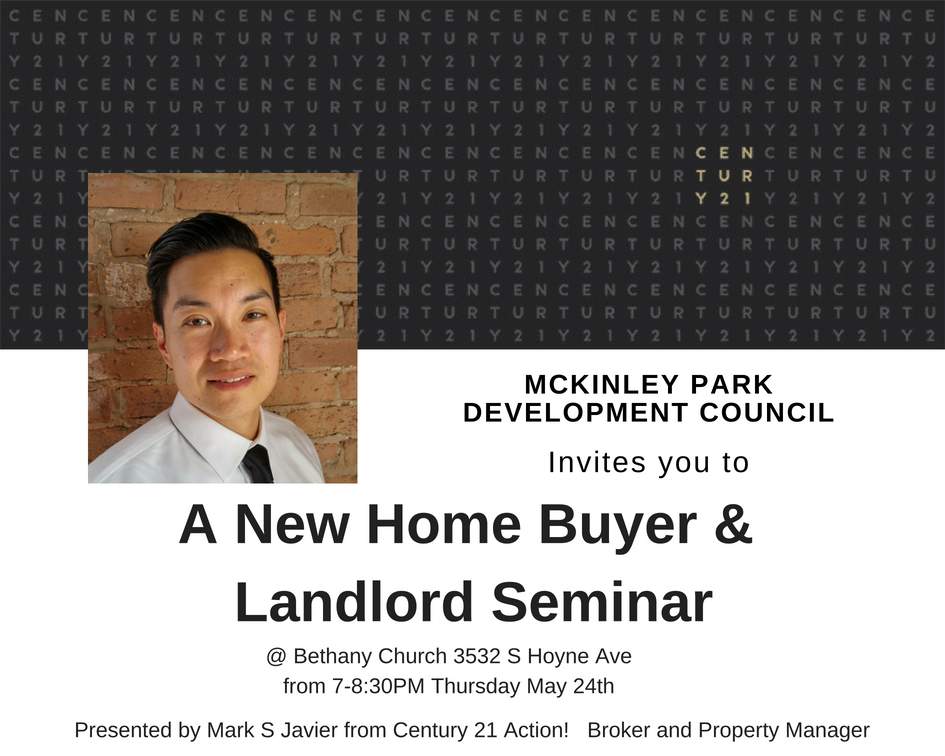 CEN
TUR
Y21
MCKINLEY PARK
DEVELOPMENT COUNCIL
Invites you to
A New Home Buyer &
Landlord Seminar
@ Bethany Church 3532 S Hoyne Ave
from 7-8:30PM Thursday May 24th
Presented by Mark S Javier from Century 21 Action! Broker and Property Manager